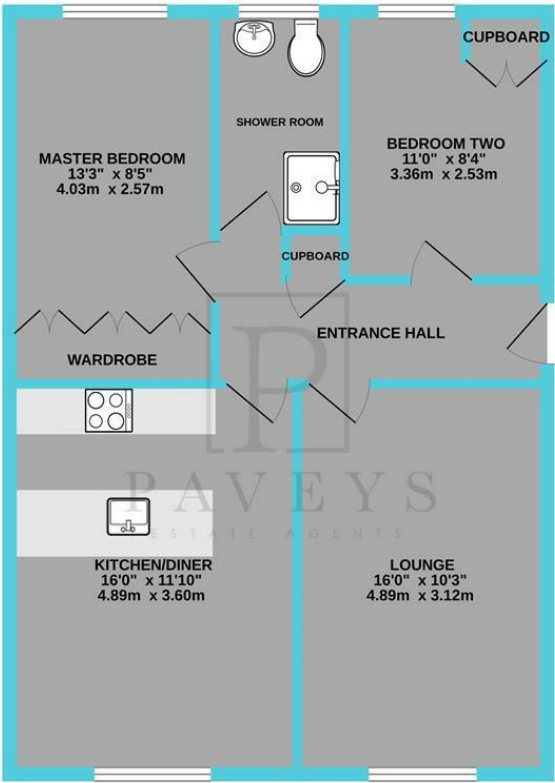 CUPBOARD
SHOWER ROOM
MASTER BEDROOM
13'3" x 8'5"
4.03m x 2.57m
BEDROOM TWO
11'0" x 8'4"
3.36m x 2.53m
CUPBOARD
ENTRANCE HALL
WARDROBE
P
PAVEYS
ESTATE AGENTS
KITCHEN/DINER
16'0" x 11'10"
4.89m x 3.60m
LOUNGE
16'0" x 10'3"
4.89m x 3.12m